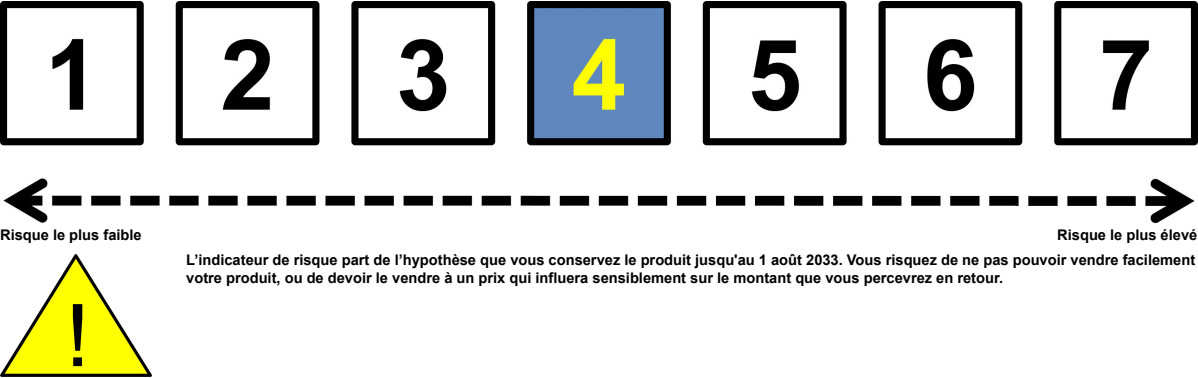 1 2 3 4 5 6 7
Risque le plus faible Risque le plus élevé
L’indicateur de risque part de l’hypothèse que vous conservez le produit jusqu'au 1 août 2033. Vous risquez de ne pas pouvoir vendre facilement
votre produit, ou de devoir le vendre à un prix qui influera sensiblement sur le montant que vous percevrez en retour.
!